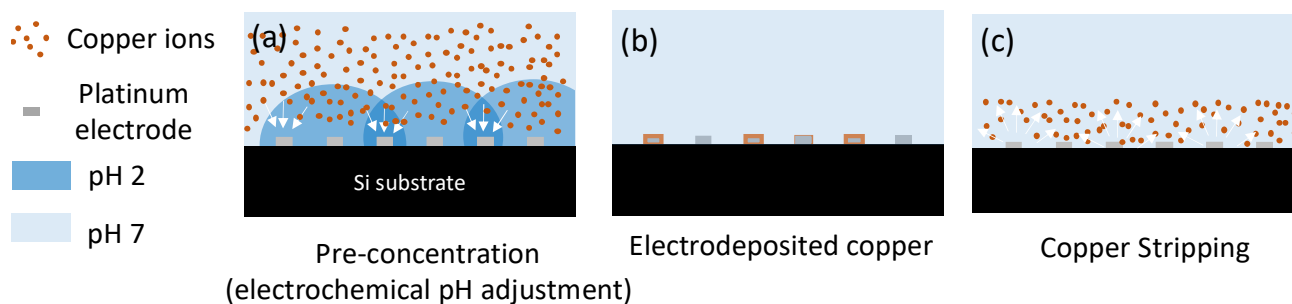 Copper ions
Platinum
electrode
pH 2
pH 7
(a)
Si substrate
Pre-concentration
(electrochemical pH adjustment)
(b)
Electrodeposited copper
(c)
Copper Stripping